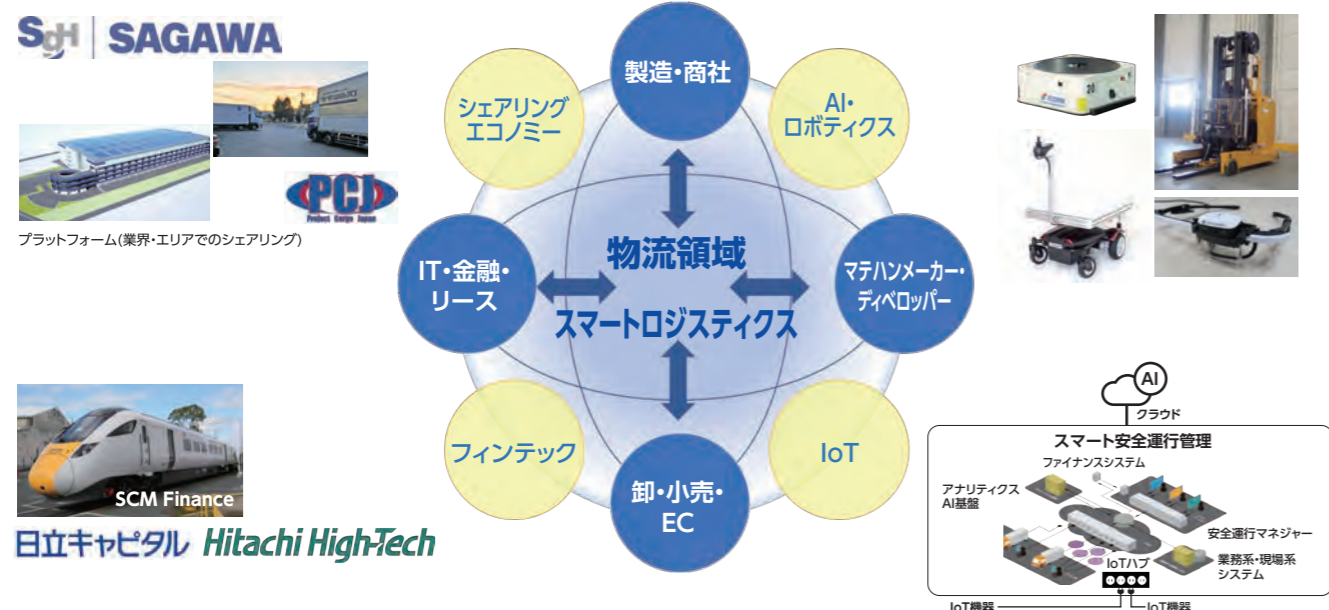 SgH SAGAWA
PCJ
Project Cargo Japan
プラットフォーム(業界・エリアでのシェアリング)
製造・商社
シェアリング
エコノミー
AI・
ロボティクス
物流領域
スマートロジスティクス
IT・金融・
リース
マテハンメーカー・
ディベロッパー
フィンテック
IoT
卸・小売・
EC
20
SCM Finance
日立キャピタル Hitachi High-Tech
AI
クラウド
スマート安全運行管理
ファイナンスシステム
アナリティクス
AI基盤
安全運行マネジャー
業務系・現場系
システム
IoTハブ
IoT機器
IoT機器